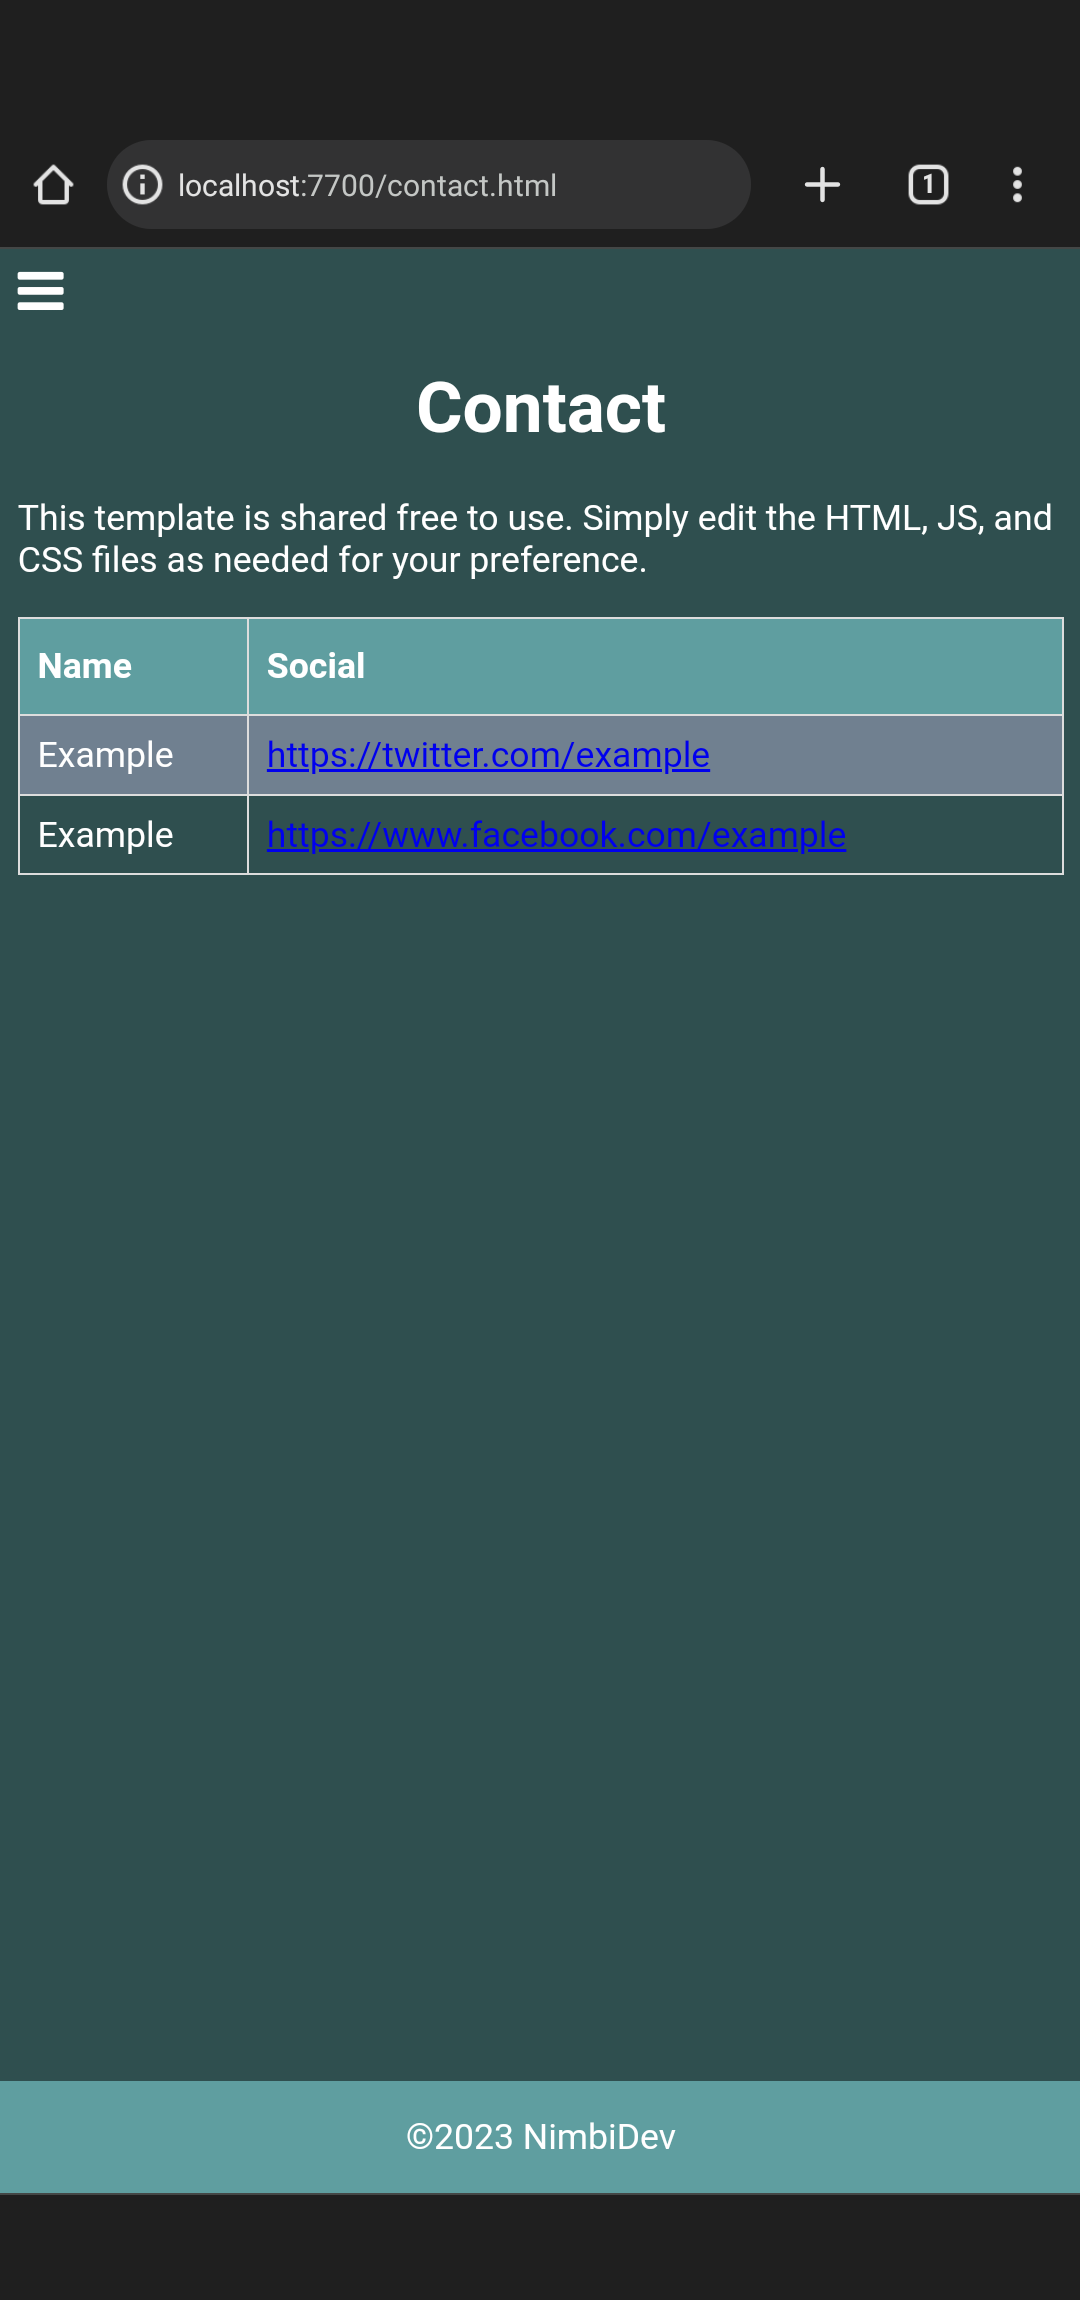 localhost:7700/contact.html
1
Contact
This template is shared free to use. Simply edit the HTML, JS, and
CSS files as needed for your preference.
Name Social
Example https://twitter.com/example
Example https://www.facebook.com/example
©2023 NimbiDev